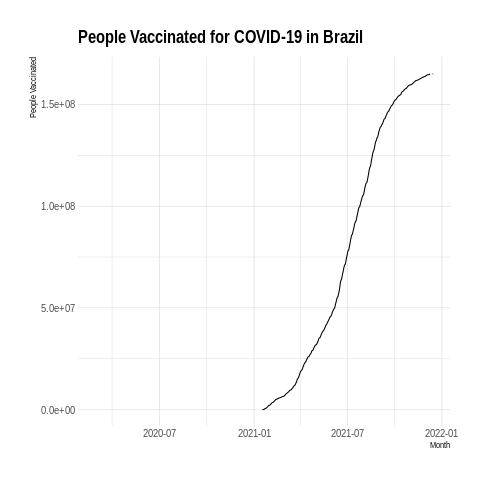 People Vaccinated for COVID-19 in Brazil
People Vaccinated
1.5e+08
1.0e+08
5.0e+07
0.0e+00
2020-07
2021-01
2021-07
2022-01
Month